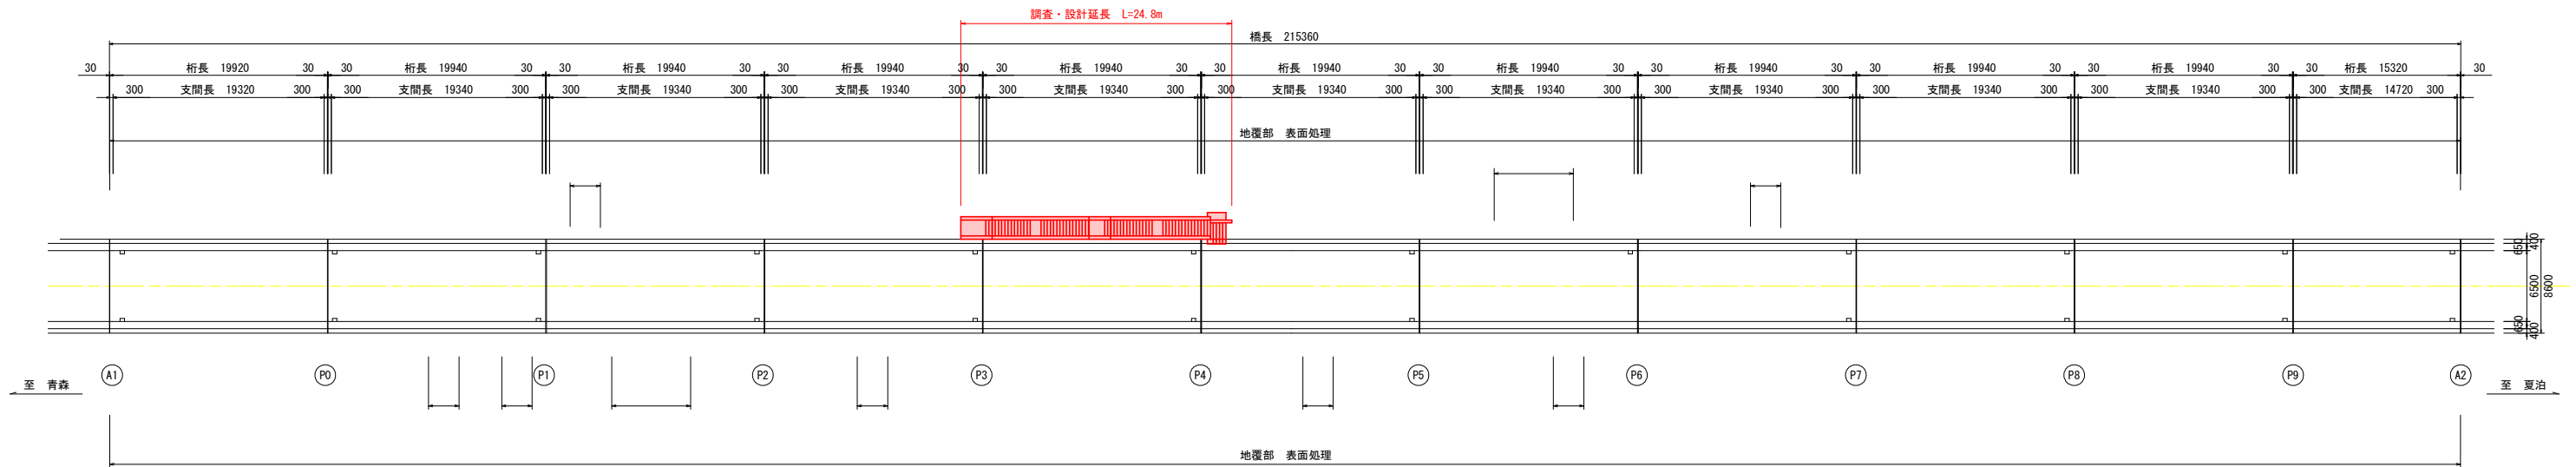 調査・設計延長　L=24.8m
橋長　215360
30 桁長　19920 30 30 桁長　19940 30 30 桁長　19940 30 30 桁長　19940 30 30 桁長　19940 30 30 桁長　19940 30 30 桁長　19940 30 30 桁長　19940 30 30 桁長　19940 30 30 桁長　19940 30 30 桁長　15320 30
300 支間長　19320 300 300 支間長　19340 300 300 支間長　19340 300 300 支間長　19340 300 300 支間長　19340 300 300 支間長　19340 300 300 支間長　19340 300 300 支間長　19340 300 300 支間長　19340 300 300 支間長　19340 300 300 支間長　14720 300
地覆部　表面処理
650 400
6500 8600
650 400
A1 P0 P1 P2 P3 P4 P5 P6 P7 P8 P9 A2
至　青森
至　夏泊
地覆部　表面処理